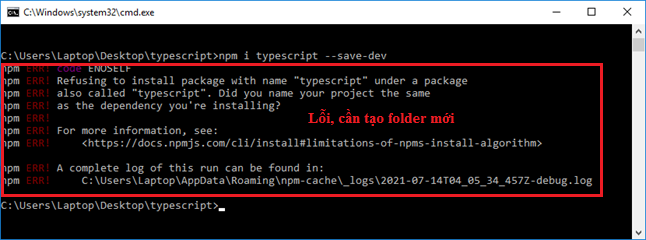 C:\Windows\system32\cmd.exe
C:\Users\Laptop\Desktop\typescript>npm i typescript --save-dev
npm ERR! code ENOSELF
npm ERR! Refusing to install package with name "typescript" under a package
npm ERR! also called "typescript". Did you name your project the same
npm ERR! as the dependency you're installing?
npm ERR!
Lỗi, cần tạo folder mới
npm ERR! For more information, see:
npm ERR!     <https://docs.npmjs.com/cli/install#limitations-of-npms-install-algorithm>
npm ERR! A complete log of this run can be found in:
npm ERR!     C:\Users\Laptop\AppData\Roaming\npm-cache\_logs\2021-07-14T04_05_34_457Z-debug.log
C:\Users\Laptop\Desktop\typescript>